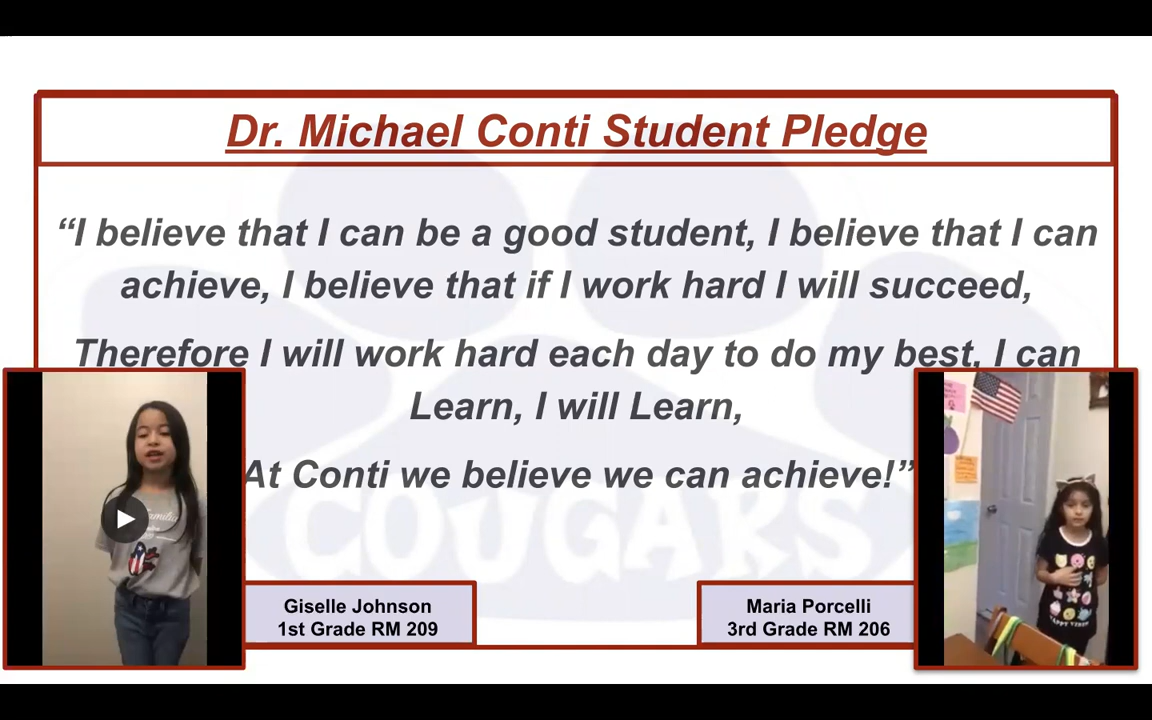 Dr. Michael Conti Student Pledge
“I believe that I can be a good student, I believe that I can
achieve, I believe that if I work hard I will succeed,
Therefore I will work hard each day to do my best, I can
Learn, I will Learn,
At Conti we believe we can achieve!”
COUGARS
Giselle Johnson
1st Grade RM 209
Maria Porcelli
3rd Grade RM 206